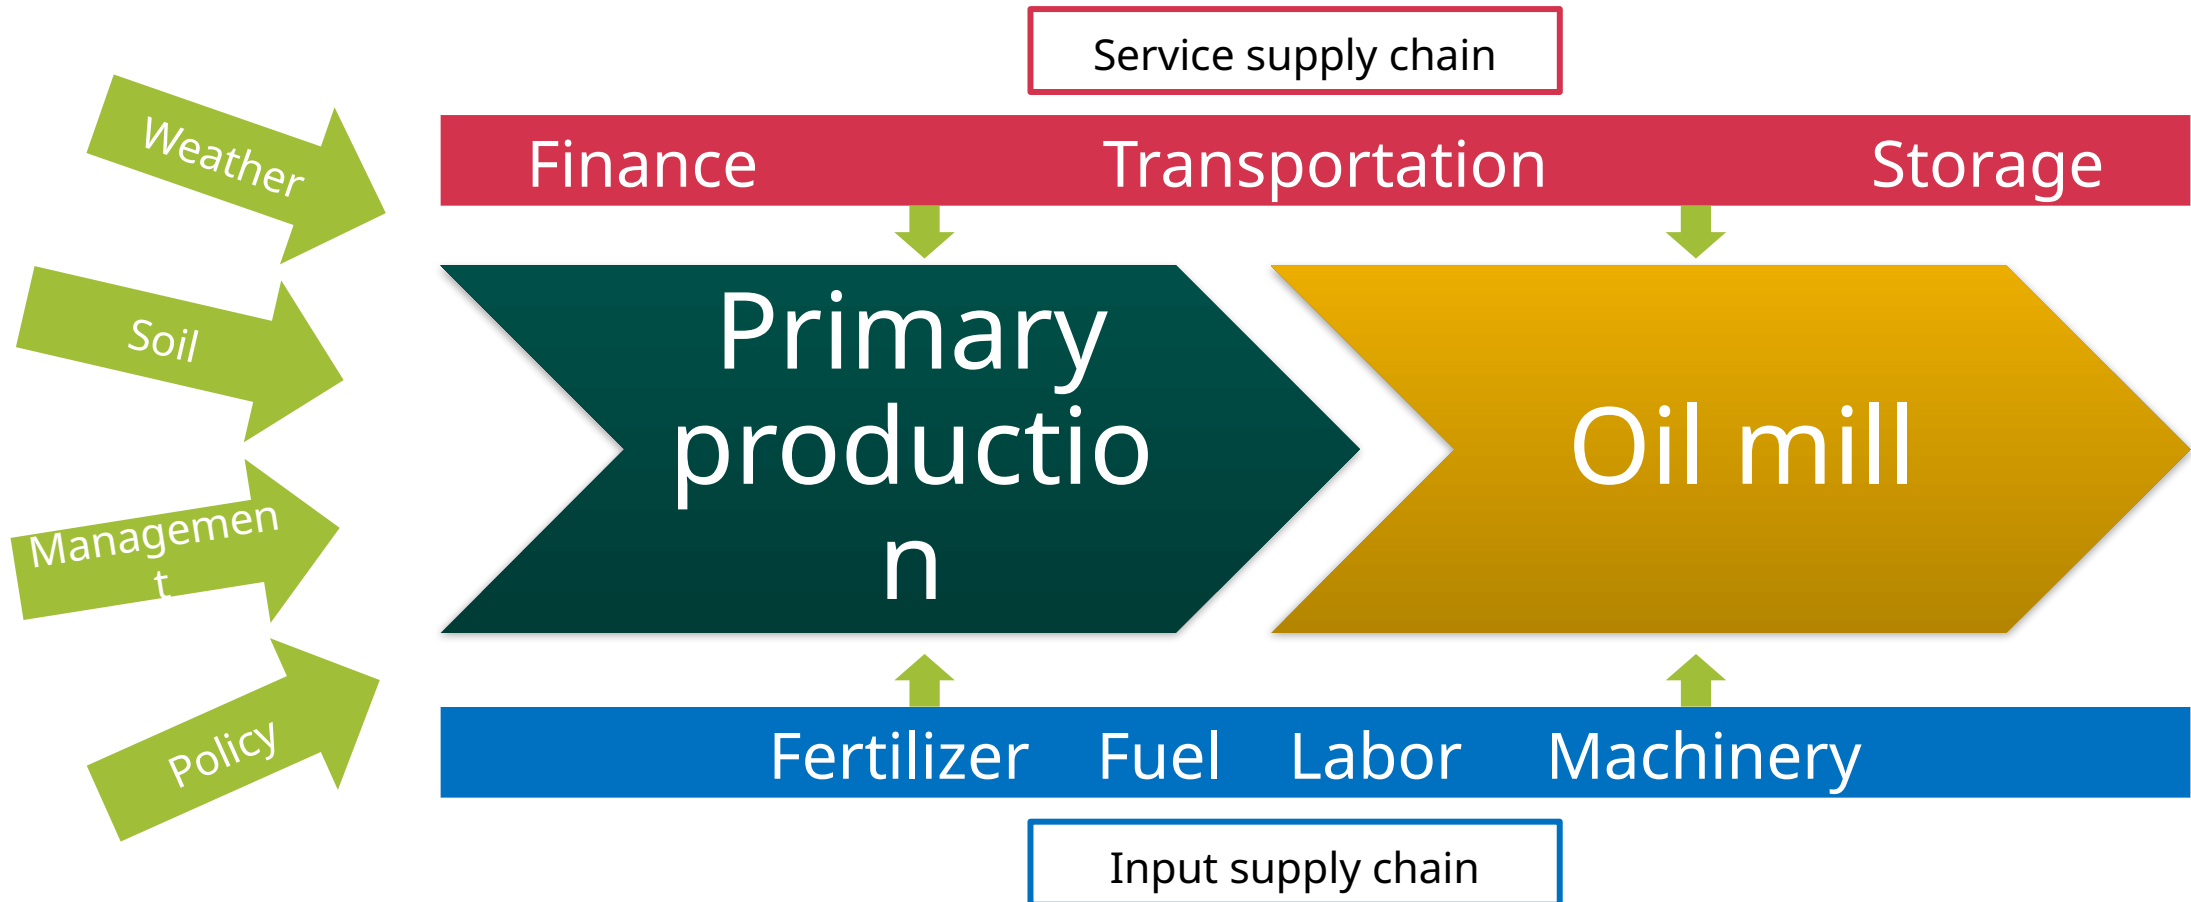 Service supply chain
Finance Transportation Storage
Weather
Soil
Managemen
t
Policy
Primary
productio
n
Oil mill
Fertilizer Fuel Labor Machinery
Input supply chain